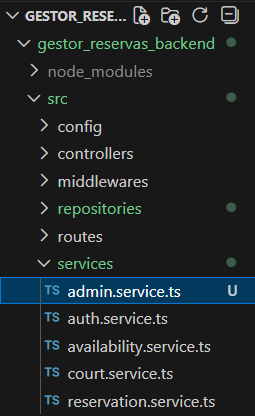 GESTOR_RESE...
gestor_reservas_backend
node_modules
src
config
controllers
middlewares
repositories
routes
services
TS admin.service.ts U
TS auth.service.ts
TS availability.service.ts
TS court.service.ts
TS reservation.service.ts